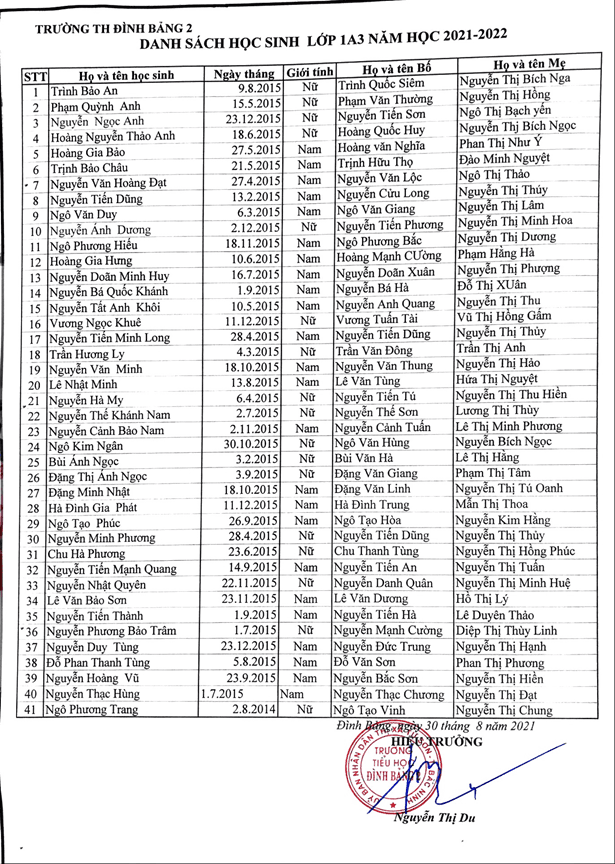 TRƯỜNG TH ĐÌNH BẢNG 2
DANH SÁCH HỌC SINH LỚP 1A3 NĂM HỌC 2021-2022
STT Họ và tên học sinh Ngày tháng Giới tính Họ và tên Bố Họ và tên Mẹ
1 Trình Bảo An 9.8.2015 Nữ Trình Quốc Siêm Nguyễn Thị Bích Nga
2 Phạm Quỳnh Anh 15.5.2015 Nữ Phạm Văn Thường Nguyễn Thị Hồng
3 Nguyễn Ngọc Anh 23.12.2015 Nữ Nguyễn Tiến Sơn Ngô Thị Bạch yến
4 Hoàng Nguyễn Thảo Anh 18.6.2015 Nữ Hoàng Quốc Huy Nguyễn Thị Bích Ngọc
5 Hoàng Gia Bảo 27.5.2015 Nam Hoàng văn Nghĩa Phan Thị Như Ý
6 Trịnh Bảo Châu 21.5.2015 Nam Trịnh Hữu Thọ Đào Minh Nguyệt
7 Nguyễn Văn Hoàng Đạt 27.4.2015 Nam Nguyễn Văn Lộc Ngô Thị Thảo
8 Nguyễn Tiến Dũng 13.2.2015 Nam Nguyễn Cửu Long Nguyễn Thị Thúy
9 Ngô Văn Duy 6.3.2015 Nam Ngô Văn Giang Nguyễn Thị Lâm
10 Nguyễn Ánh Dương 2.12.2015 Nữ Nguyễn Tiến Phương Nguyễn Thị Minh Hoa
11 Ngô Phương Hiếu 18.11.2015 Nam Ngô Phương Bắc Nguyễn Thị Dương
12 Hoàng Gia Hưng 10.6.2015 Nam Hoàng Mạnh CƯờng Phạm Hằng Hà
13 Nguyễn Doãn Minh Huy 16.7.2015 Nam Nguyễn Doãn Xuân Nguyễn Thị Phượng
14 Nguyễn Bá Quốc Khánh 1.9.2015 Nam Nguyễn Bá Hà Đỗ Thị XUân
15 Nguyễn Tất Anh Khôi 10.5.2015 Nam Nguyễn Anh Quang Nguyễn Thị Thu
16 Vương Ngọc Khuê 11.12.2015 Nữ Vương Tuấn Tài Vũ Thị Hồng Gấm
17 Nguyễn Tiến Minh Long 28.4.2015 Nam Nguyễn Tiến Dũng Nguyễn Thị Thủy
18 Trần Hương Ly 4.3.2015 Nữ Trần Văn Đông Trần Thị Anh
19 Nguyễn Văn Minh 18.10.2015 Nam Nguyễn Văn Thung Nguyễn Thị Hảo
20 Lê Nhật Minh 13.8.2015 Nam Lê Văn Tùng Hứa Thị Nguyệt
21 Nguyễn Hà My 6.4.2015 Nữ Nguyễn Tiến Tú Nguyễn Thị Thu Hiền
22 Nguyễn Thế Khánh Nam 2.7.2015 Nữ Nguyễn Thế Sơn Lương Thị Thùy
23 Nguyễn Cảnh Bảo Nam 2.11.2015 Nam Nguyễn Cảnh Tuấn Lê Thị Minh Phương
24 Ngô Kim Ngân 30.10.2015 Nữ Ngô Văn Hùng Nguyễn Bích Ngọc
25 Bùi Ánh Ngọc 3.2.2015 Nữ Bùi Văn Hà Lê Thị Hằng
26 Đặng Thị Ánh Ngọc 3.9.2015 Nữ Đặng Văn Giang Phạm Thị Tâm
27 Đặng Minh Nhật 18.10.2015 Nam Đặng Văn Linh Nguyễn Thị Tú Oanh
28 Hà Đình Gia Phát 11.12.2015 Nam Hà Đình Trung Mẫn Thị Thoa
29 Ngô Tạo Phúc 26.9.2015 Nam Ngô Tạo Hòa Nguyễn Kim Hằng
30 Nguyễn Minh Phương 28.4.2015 Nữ Nguyễn Tiến Dũng Nguyễn Thị Thủy
31 Chu Hà Phương 23.6.2015 Nữ Chu Thanh Tùng Nguyễn Thị Hồng Phúc
32 Nguyễn Tiến Mạnh Quang 14.9.2015 Nam Nguyễn Tiến An Nguyễn Thị Tuấn
33 Nguyễn Nhật Quyên 22.11.2015 Nữ Nguyễn Danh Quân Nguyễn Thị Minh Huệ
34 Lê Văn Bảo Sơn 23.11.2015 Nam Lê Văn Dương Hồ Thị Lý
35 Nguyễn Tiến Thành 1.9.2015 Nam Nguyễn Tiến Hà Lê Duyên Thảo
36 Nguyễn Phương Bảo Trâm 1.7.2015 Nữ Nguyễn Mạnh Cường Diệp Thị Thùy Linh
37 Nguyễn Duy Tùng 23.12.2015 Nam Nguyễn Đức Trung Nguyễn Thị Hạnh
38 Đỗ Phan Thanh Tùng 5.8.2015 Nam Đỗ Văn Sơn Phan Thị Phương
39 Nguyễn Hoàng Vũ 23.9.2015 Nam Nguyễn Bắc Sơn Nguyễn Thị Hiền
40 Nguyễn Thạc Hùng 1.7.2015 Nam Nguyễn Thạc Chương Nguyễn Thị Đạt
41 Ngô Phương Trang 2.8.2014 Nữ Ngô Tạo Vinh Nguyễn Thị Chung
Đình Bảng, ngày 30 tháng 8 năm 2021
HIỆU TRƯỞNG
TRƯỜNG
TIỂU HỌC
ĐÌNH BẢNG
Nguyễn Thị Du